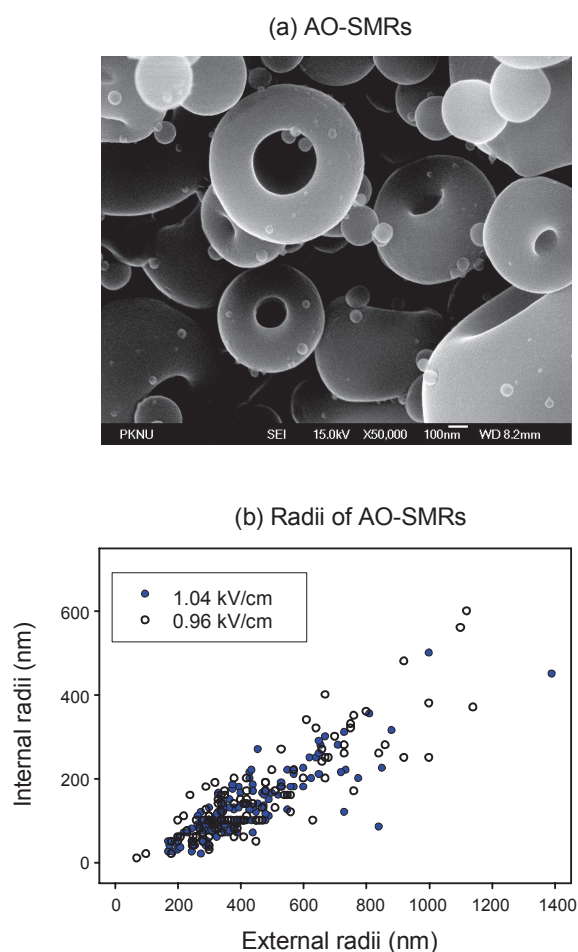 (a) AO-SMRs
PKNU SEI 15.0kV X50,000 100nm WD 8.2mm
(b) Radii of AO-SMRs
1.04 kV/cm
0.96 kV/cm
600
400
200
0
Internal radii (nm)
0 200 400 600 800 1000 1200 1400
External radii (nm)